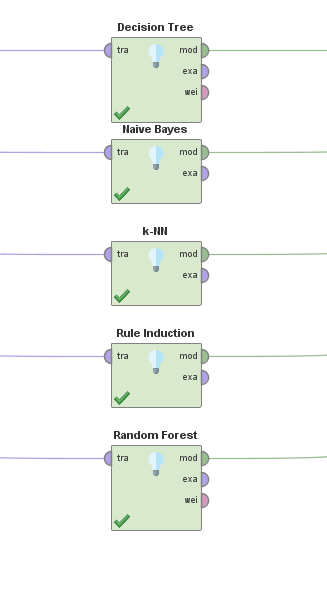 Decision Tree
tra mod
exa
wei
Naive Bayes
tra mod
exa
k-NN
tra mod
exa
Rule Induction
tra mod
exa
Random Forest
tra mod
exa
wei